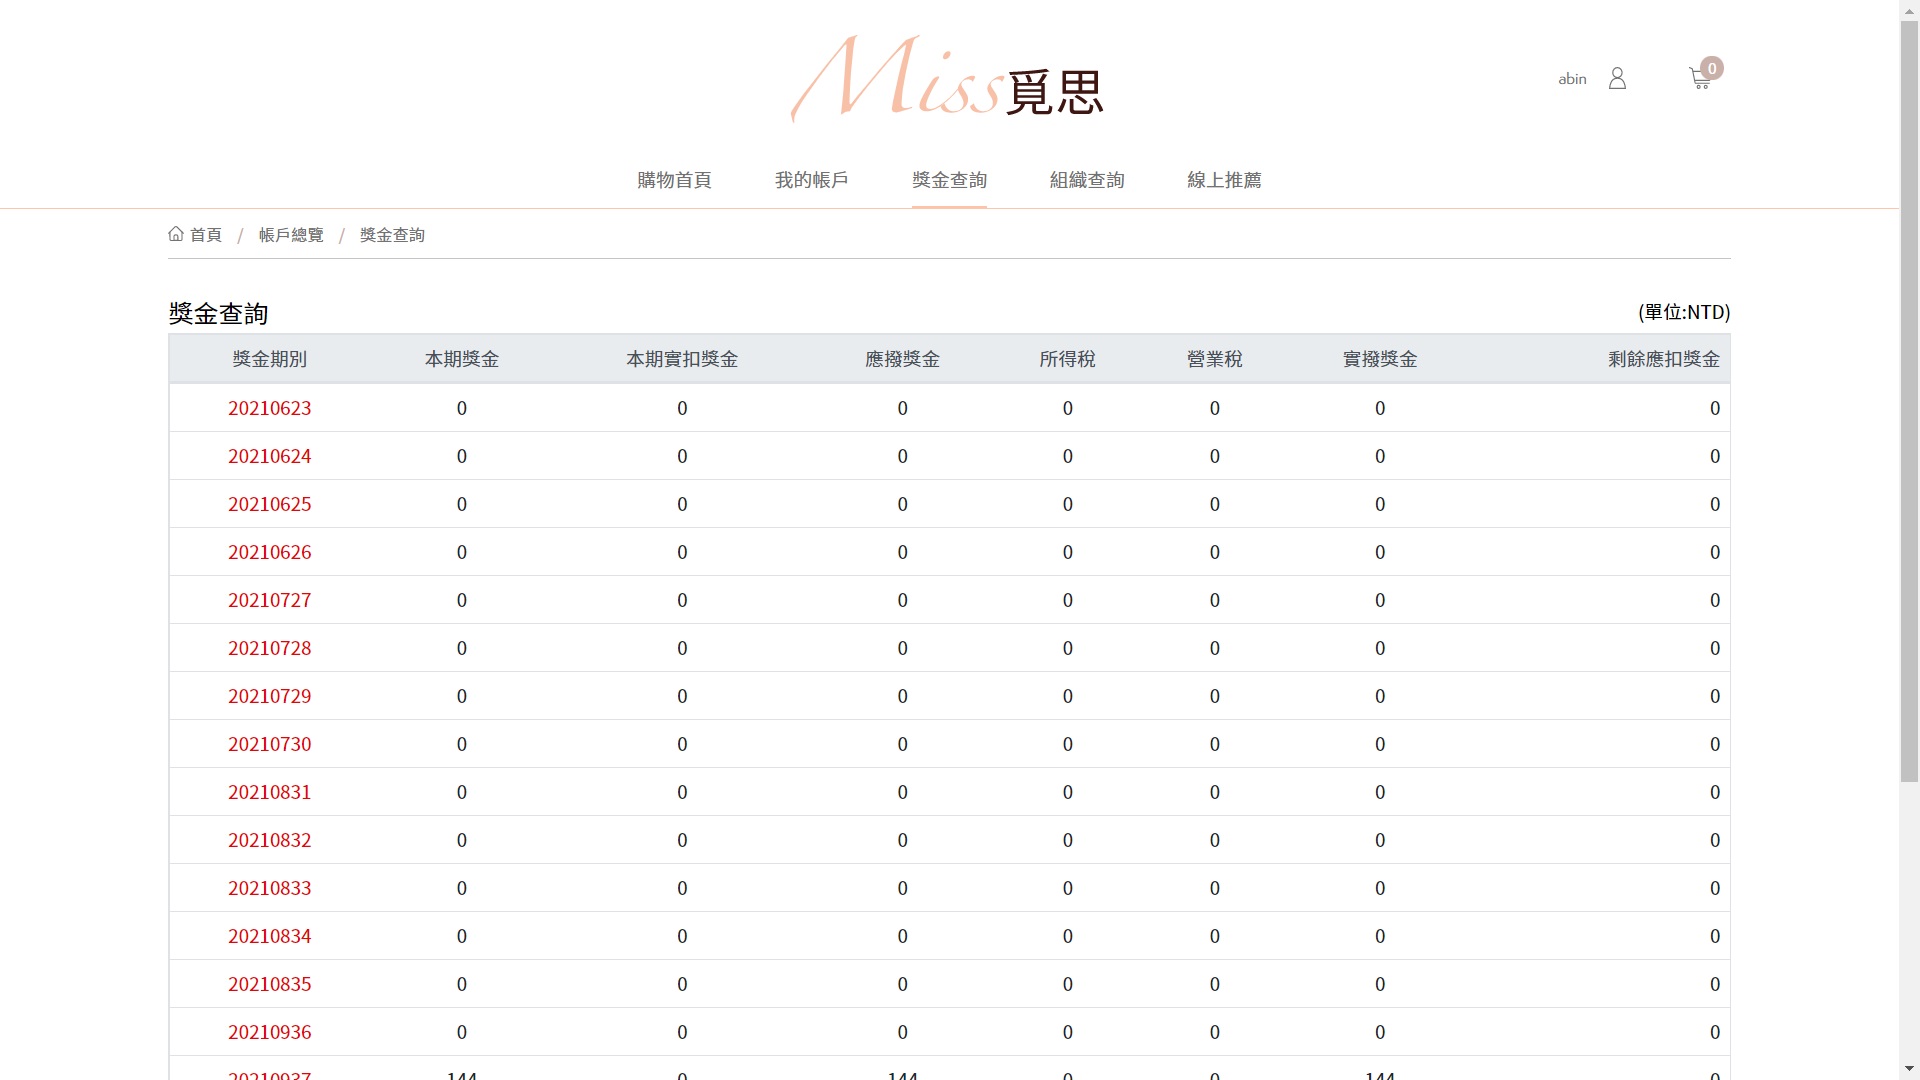 Miss覓思
abin
0
購物首頁 我的帳戶 獎金查詢 組織查詢 線上推薦
首頁 / 帳戶總覽 / 獎金查詢
獎金查詢 (單位:NTD)
獎金期別 本期獎金 本期實扣獎金 應撥獎金 所得稅 營業稅 實撥獎金 剩餘應扣獎金
20210623 0 0 0 0 0 0 0
20210624 0 0 0 0 0 0 0
20210625 0 0 0 0 0 0 0
20210626 0 0 0 0 0 0 0
20210727 0 0 0 0 0 0 0
20210728 0 0 0 0 0 0 0
20210729 0 0 0 0 0 0 0
20210730 0 0 0 0 0 0 0
20210831 0 0 0 0 0 0 0
20210832 0 0 0 0 0 0 0
20210833 0 0 0 0 0 0 0
20210834 0 0 0 0 0 0 0
20210835 0 0 0 0 0 0 0
20210936 0 0 0 0 0 0 0
20210937 144 0 144 0 0 144 0